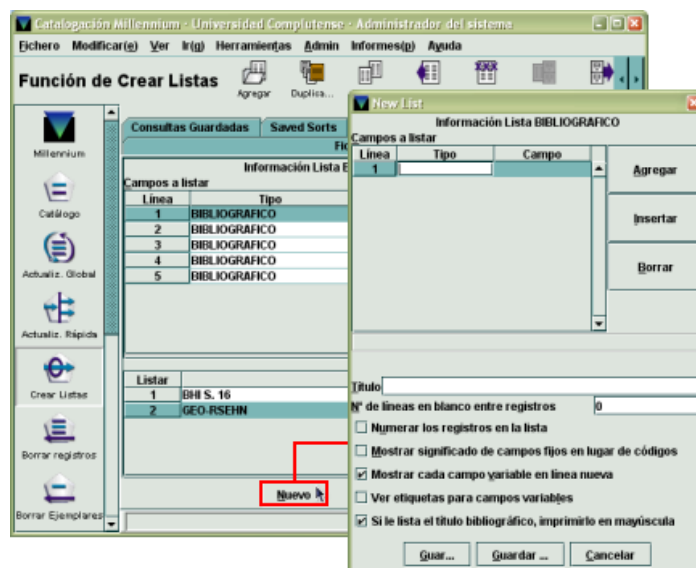 Catalogación Millennium - Universidad Complutense - Administrador del sistema
Fichero Modificar(e) Ver Ir(g) Herramientas Admin Informes(p) Ayuda
Función de Crear Listas
Agregar Duplica...
Millennium
Catálogo
Actualiz. Global
Actualiz. Rápida
Crear Listas
Borrar registros
Borrar Ejemplares
Consultas Guardadas Saved Sorts
Fic
Información Lista E
Campos a listar
Línea Tipo
1 BIBLIOGRAFICO
2 BIBLIOGRAFICO
3 BIBLIOGRAFICO
4 BIBLIOGRAFICO
5 BIBLIOGRAFICO
Listar
1 BHI S. 16
2 GEO-RSEHN
Nuevo
New List
Información Lista BIBLIOGRAFICO
Campos a listar
Línea Tipo Campo
1
Agregar
Insertar
Borrar
Título
Nº de líneas en blanco entre registros 0
Numerar los registros en la lista
Mostrar significado de campos fijos en lugar de códigos
Mostrar cada campo variable en línea nueva
Ver etiquetas para campos variables
Si le lista el título bibliográfico, imprimirlo en mayúscula
Guar... Guardar ... Cancelar